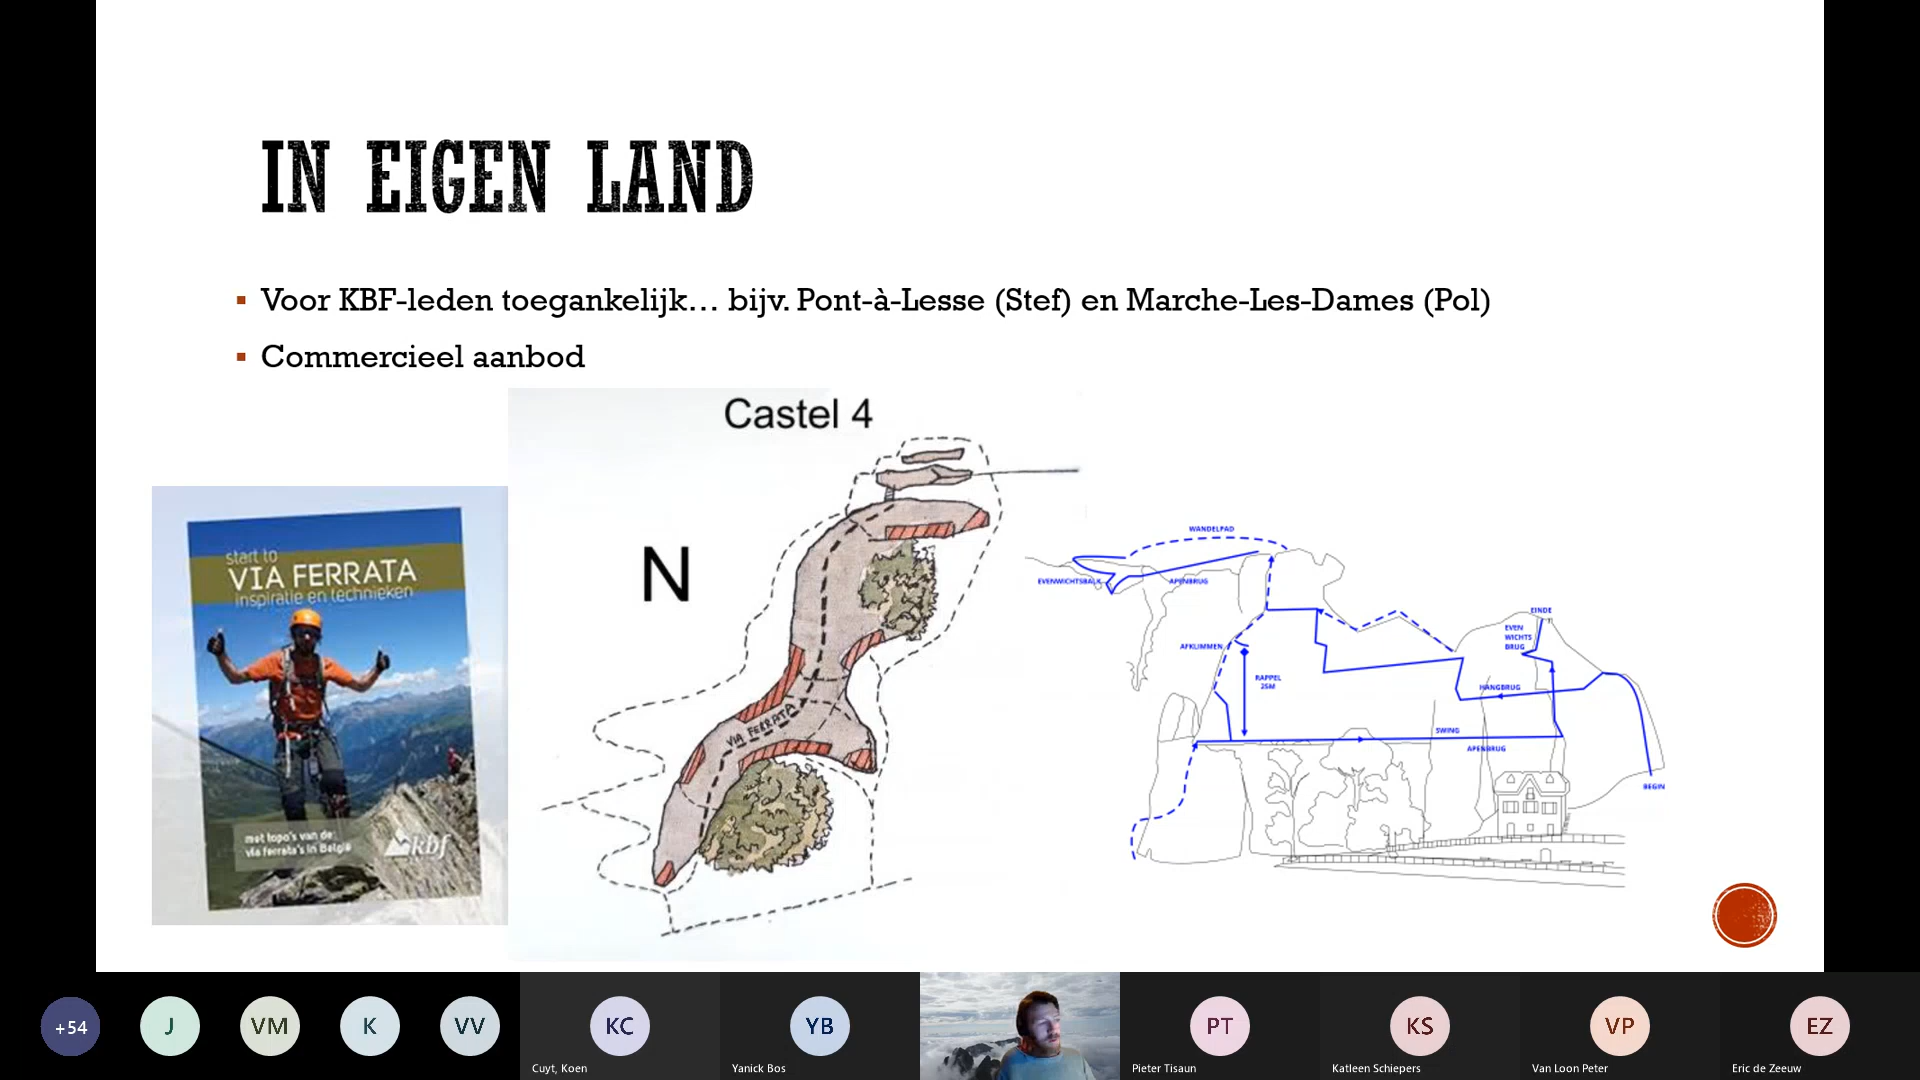 IN EIGEN LAND
Voor KBF-leden toegankelijk… bijv. Pont-à-Lesse (Stef) en Marche-Les-Dames (Pol)
Commercieel aanbod
start to
VIA FERRATA
inspiratie en technieken
met topo's van de
via ferrata's in België
kbf
Castel 4
N
VIA FERRATA
WANDELPAD
EVENWICHTSBALK
APENBRUG
AFKLIMMEN
RAPPEL
25M
EINDE
EVEN
WICHTS
BRUG
HANGBRUG
SWING
APENBRUG
BEGIN
+54
J
VM
K
VV
KC
Cuyt, Koen
YB
Yanick Bos
PT
Pieter Tisaun
KS
Katleen Schiepers
VP
Van Loon Peter
EZ
Eric de Zeeuw